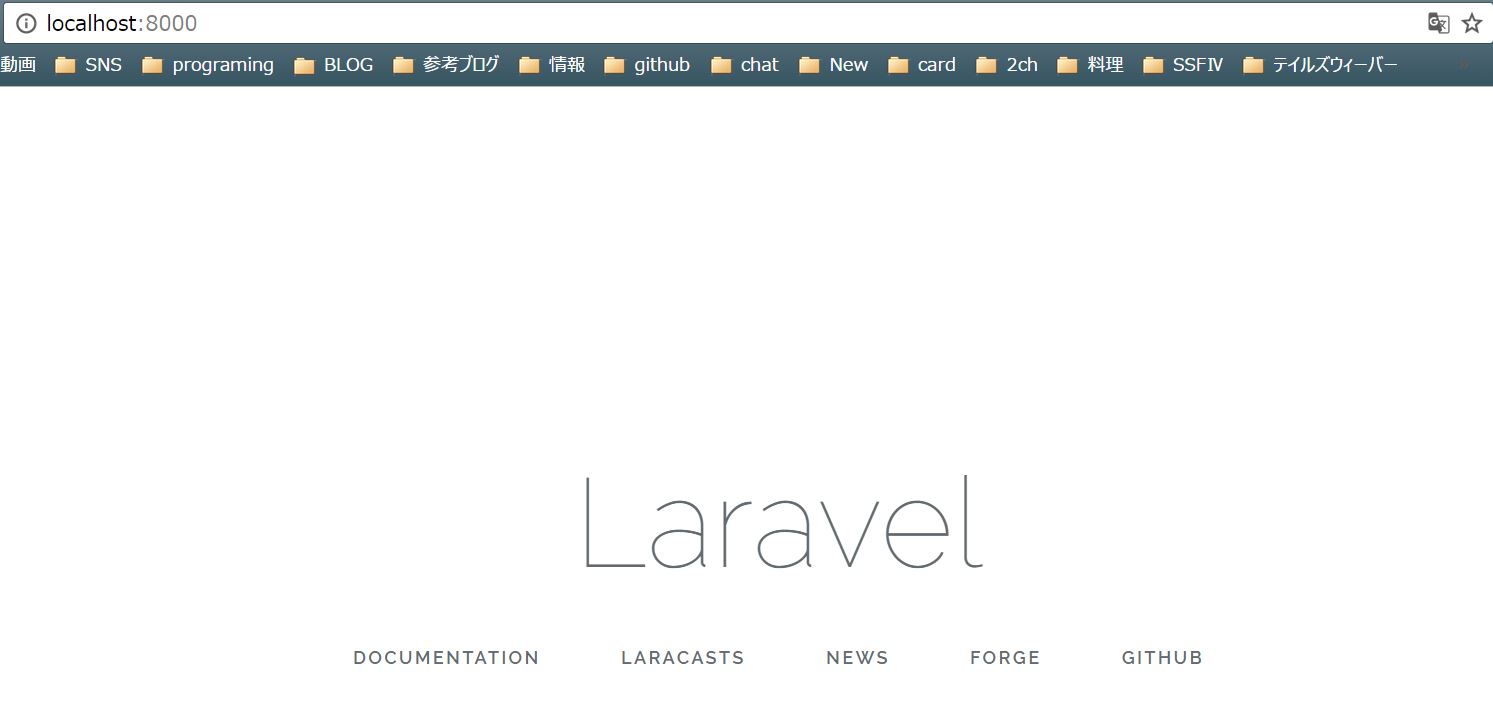 localhost:8000
動画 SNS programing BLOG 参考ブログ 情報 github chat New card 2ch 料理 SSFⅣ テイルズウィーバー »
Laravel
DOCUMENTATION LARACASTS NEWS FORGE GITHUB